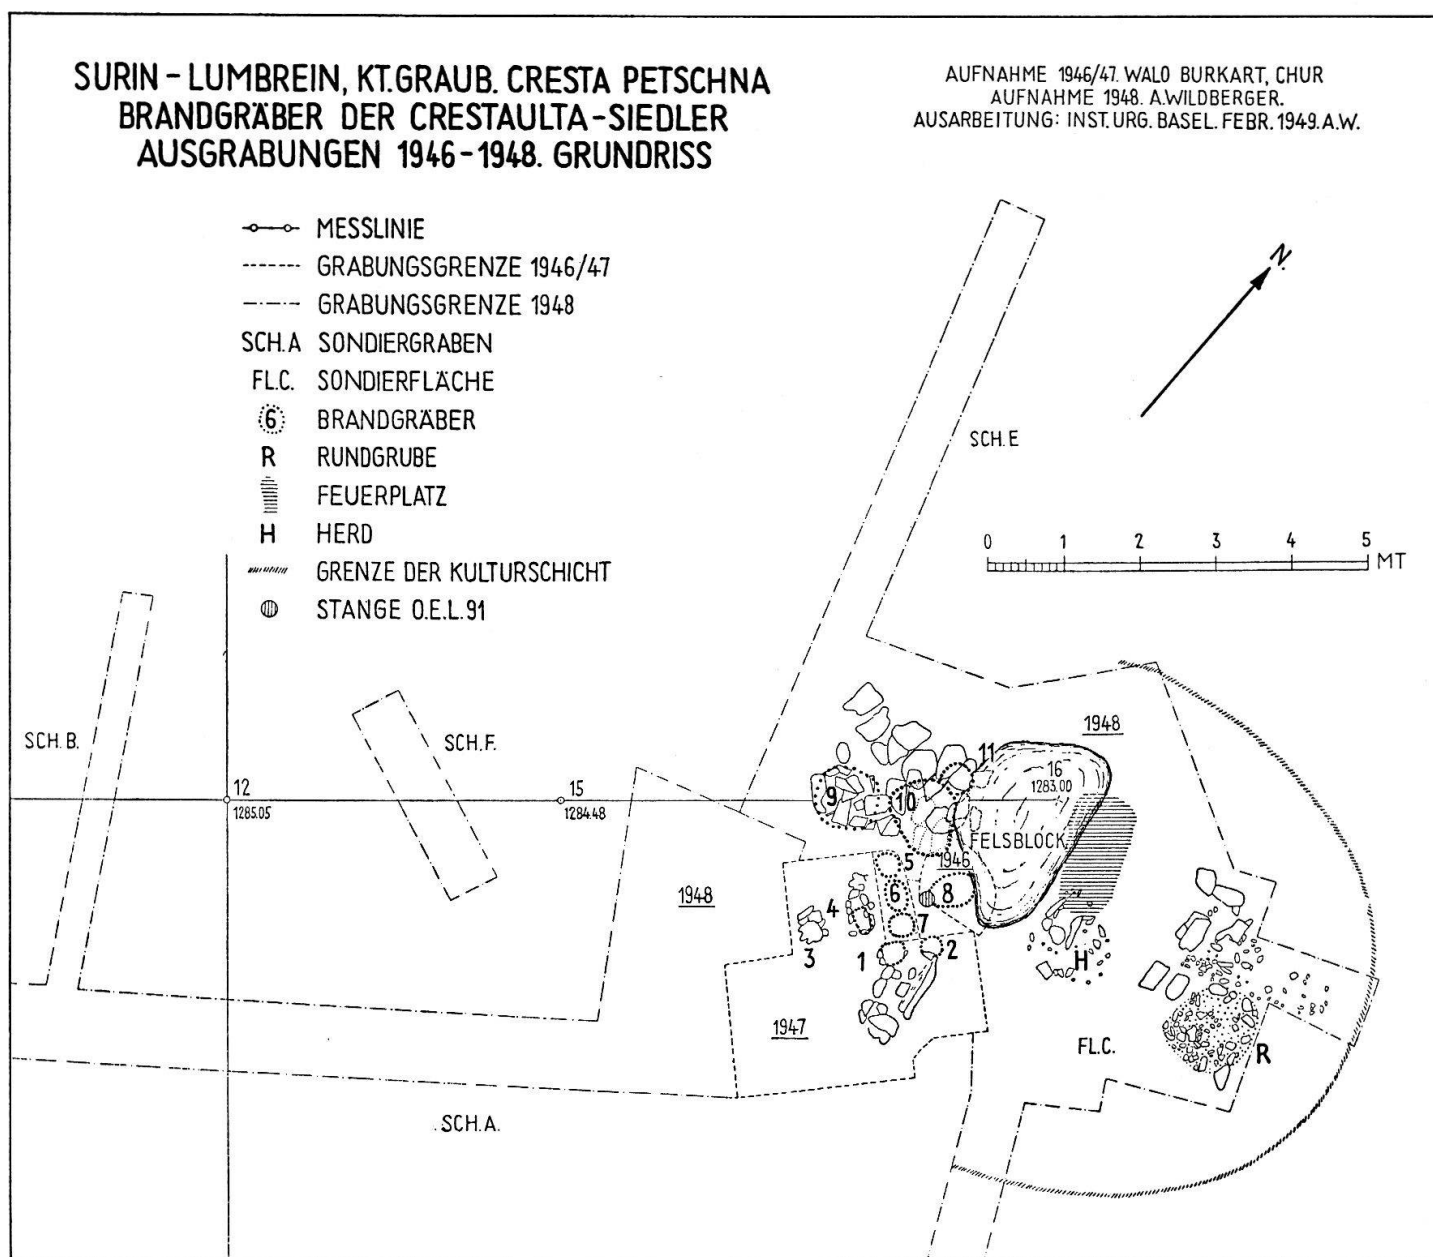 SURIN - LUMBREIN, KT.GRAUB. CRESTA PETSCHNA
BRANDGRÄBER DER CRESTAULTA-SIEDLER
AUSGRABUNGEN 1946-1948. GRUNDRISS
AUFNAHME 1946/47. WALO BURKART, CHUR
AUFNAHME 1948. A.WILDBERGER.
AUSARBEITUNG: INST. URG. BASEL. FEBR. 1949. A.W.
MESSLINIE
GRABUNGSGRENZE 1946/47
GRABUNGSGRENZE 1948
SCH.A SONDIERGRABEN
FL.C. SONDIERFLÄCHE
6 BRANDGRÄBER
R RUNDGRUBE
FEUERPLATZ
H HERD
GRENZE DER KULTURSCHICHT
STANGE O.E.L.91
N.
SCH.E
0 1 2 3 4 5
MT
SCH.B.
SCH.F.
1948
11
12
1285.05
15
1284.48
9
10
16
1283.00
FELSBLOCK
1946
5
1948
6
8
4
7
3
1
2
H
1947
FL.C.
R
SCH.A.